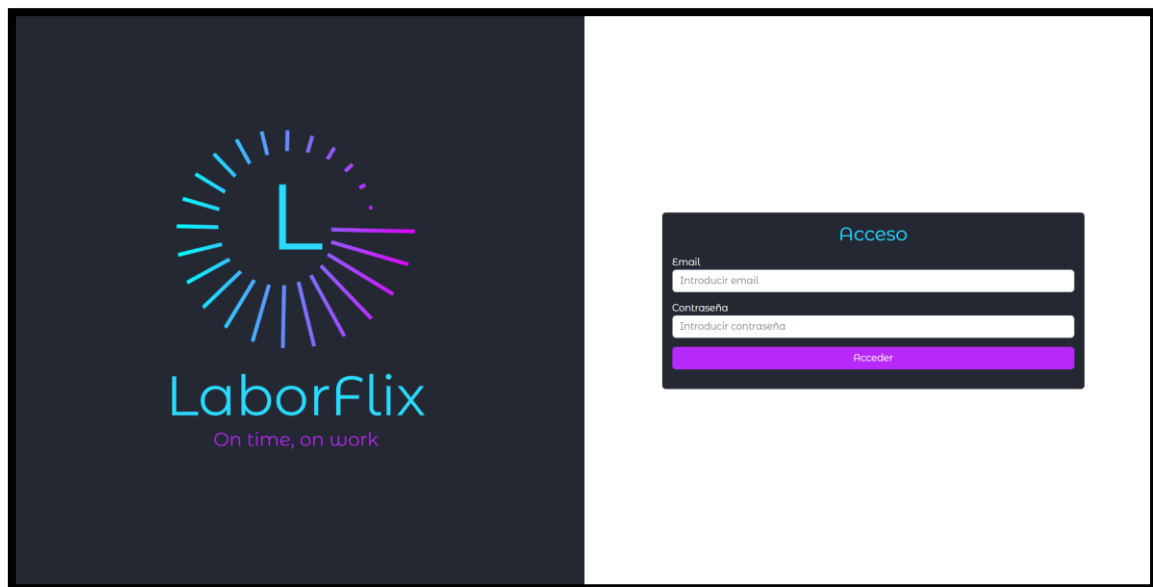 L
LaborFlix
On time, on work
Acceso
Email
Introducir email
Contraseña
Introducir contraseña
Acceder